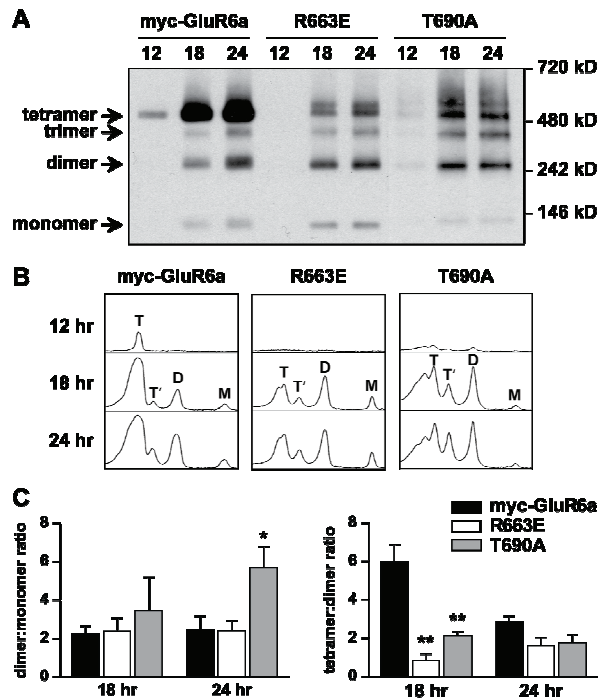 A
myc-GluR6a R663E T690A
12 18 24 12 18 24 12 18 24
720 kD
tetramer
480 kD
trimer
dimer
242 kD
146 kD
monomer
B
myc-GluR6a R663E T690A
12 hr
T
18 hr
T T' D M
T T' D M
T T' D M
24 hr
C
myc-GluR6a
R663E
T690A
dimer:monomer ratio
8
6
4
2
0
*
18 hr 24 hr
tetramer:dimer ratio
8
6
4
2
0
** **
18 hr 24 hr